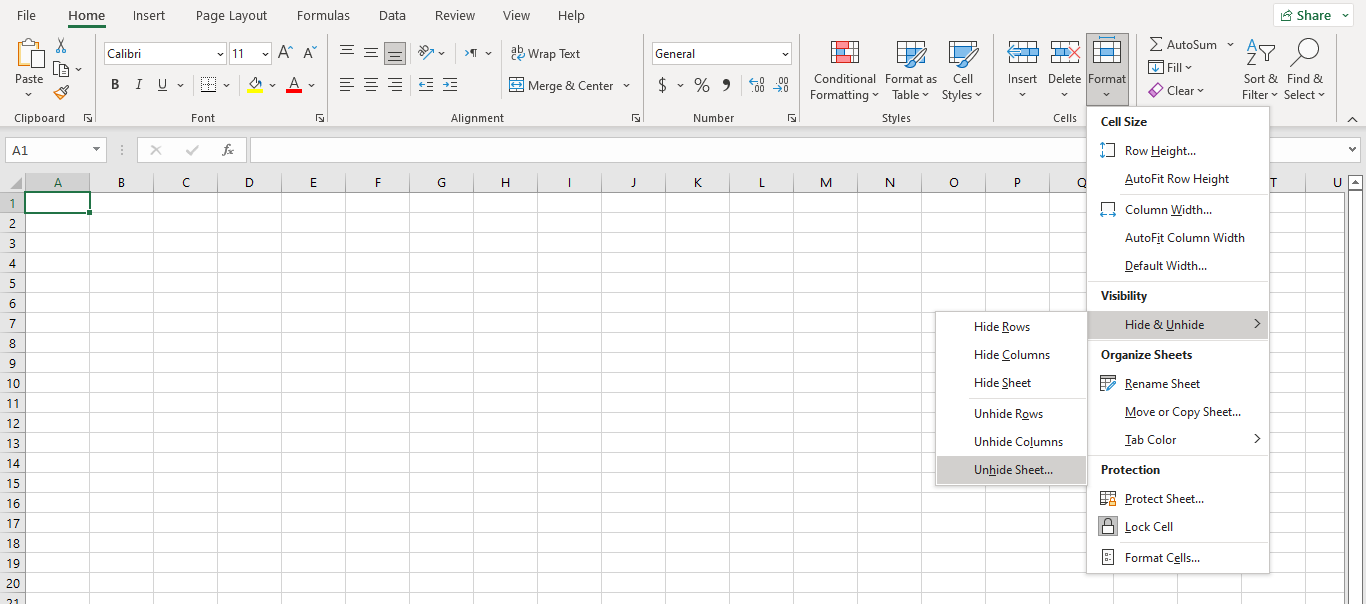 File Home Insert Page Layout Formulas Data Review View Help Share
Calibri 11 ab Wrap Text General AutoSum
Paste Conditional Formatting Format as Table Cell Styles Insert Delete Format Fill Sort & Filter Find & Select
B I U A Merge & Center $ % 9 Clear
Clipboard Font Alignment Number Styles Cells
A1 fx
A B C D E F G H I J K L M N O P Q T U
1
2
3
4
5
6
7
8
9
10
11
12
13
14
15
16
17
18
19
20
21
Cell Size
Row Height...
AutoFit Row Height
Column Width...
AutoFit Column Width
Default Width...
Visibility
Hide & Unhide
Organize Sheets
Rename Sheet
Move or Copy Sheet...
Tab Color
Protection
Protect Sheet...
Lock Cell
Format Cells...
Hide Rows
Hide Columns
Hide Sheet
Unhide Rows
Unhide Columns
Unhide Sheet...